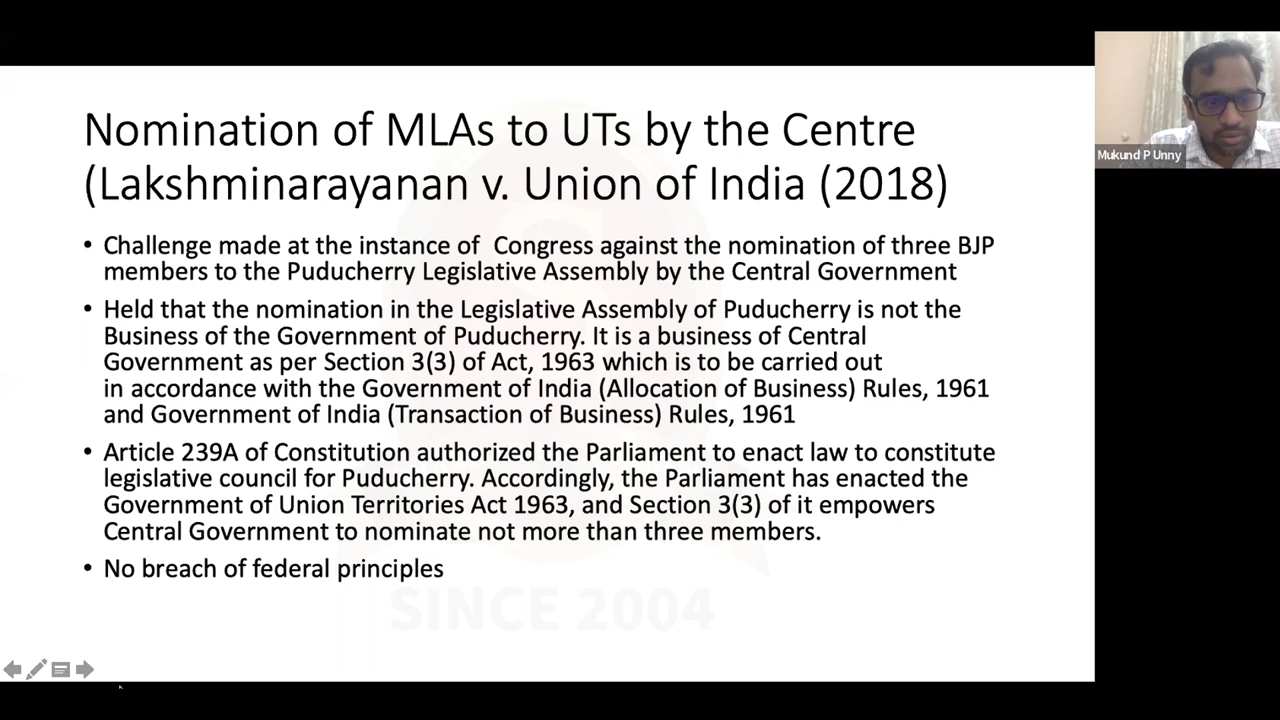 Nomination of MLAs to UTs by the Centre
(Lakshminarayanan v. Union of India (2018)
• Challenge made at the instance of  Congress against the nomination of three BJP
members to the Puducherry Legislative Assembly by the Central Government
• Held that the nomination in the Legislative Assembly of Puducherry is not the
Business of the Government of Puducherry. It is a business of Central
Government as per Section 3(3) of Act, 1963 which is to be carried out
in accordance with the Government of India (Allocation of Business) Rules, 1961
and Government of India (Transaction of Business) Rules, 1961
• Article 239A of Constitution authorized the Parliament to enact law to constitute
legislative council for Puducherry. Accordingly, the Parliament has enacted the
Government of Union Territories Act 1963, and Section 3(3) of it empowers
Central Government to nominate not more than three members.
• No breach of federal principles
SINCE 2004
Mukund P Unny